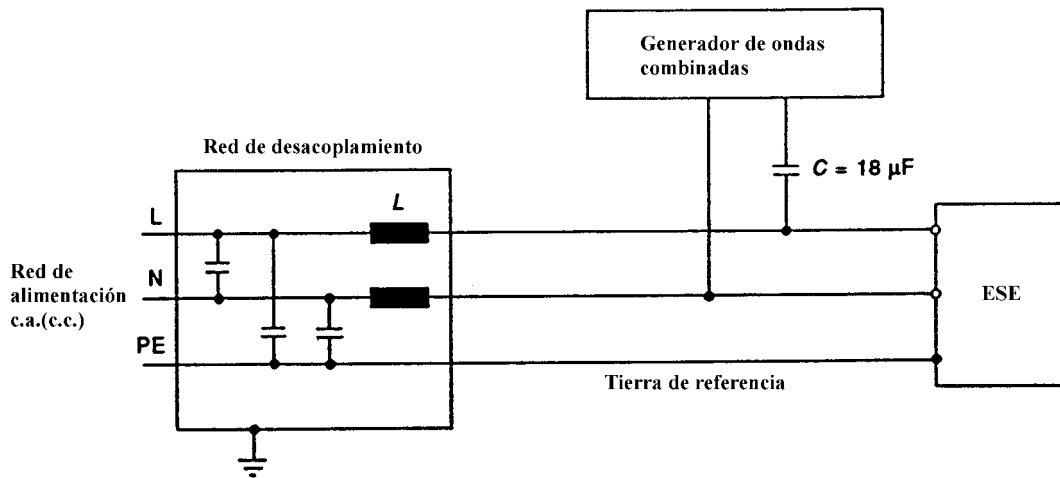 Generador de ondas
combinadas
Red de desacoplamiento
C = 18 µF
L
L
Red de
alimentación
c.a.(c.c.)
N
ESE
PE
Tierra de referencia